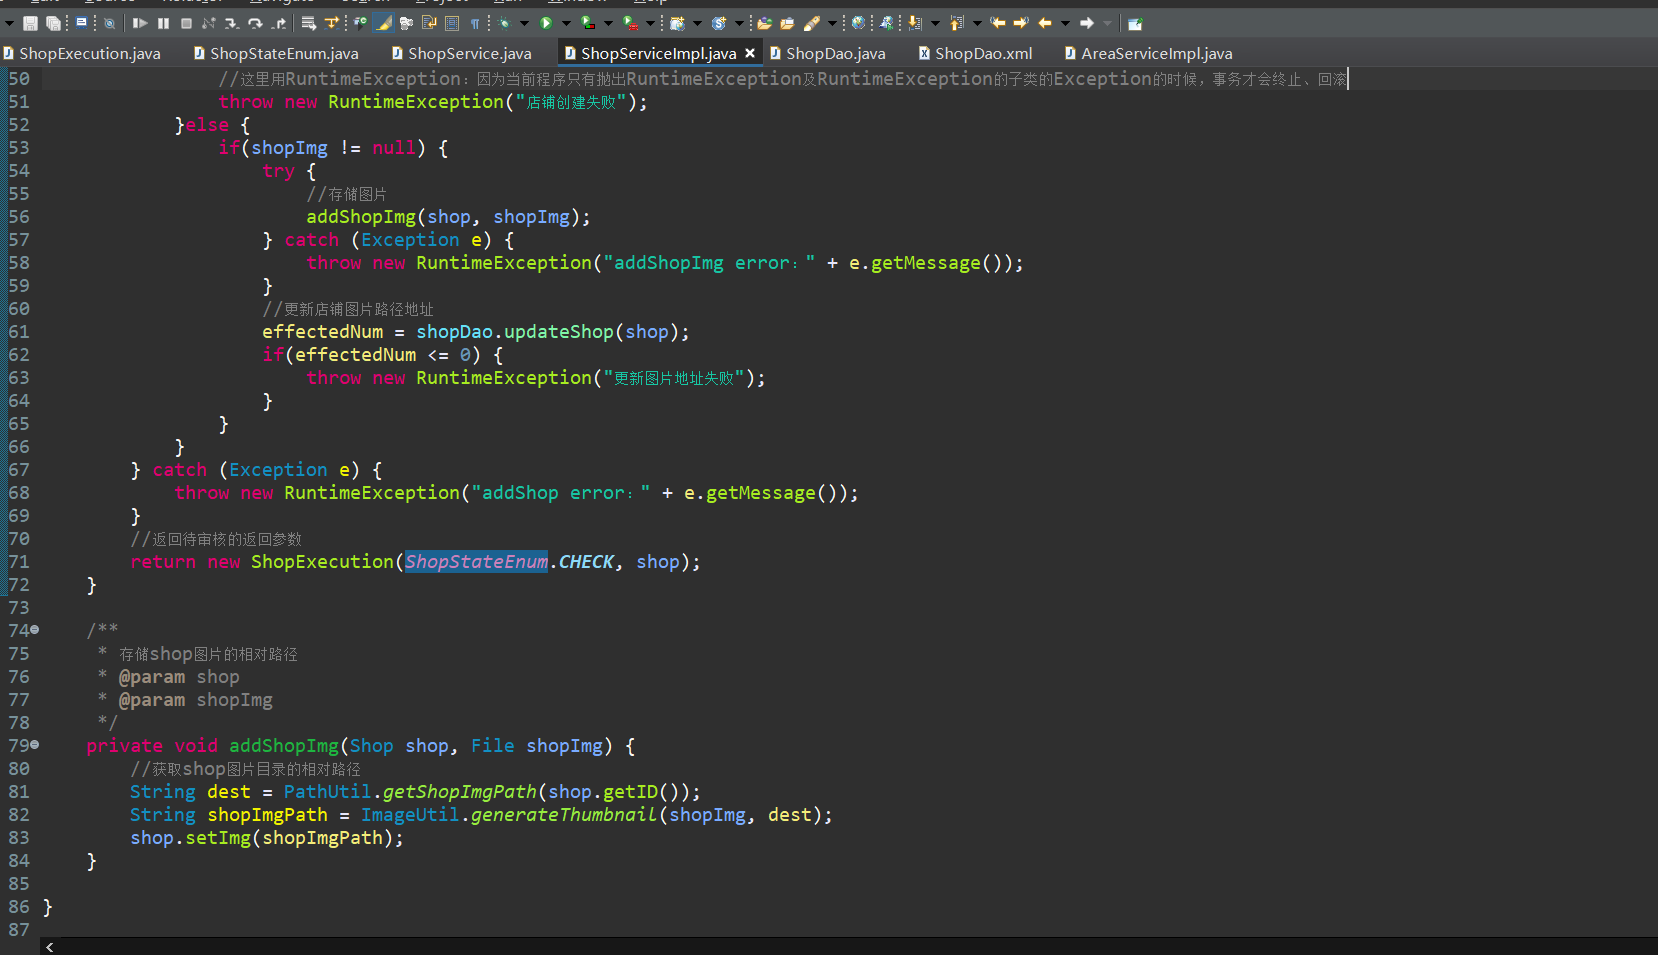 ShopExecution.java ShopStateEnum.java ShopService.java ShopServiceImpl.java ShopDao.java ShopDao.xml AreaServiceImpl.java
50 //这里用RuntimeException：因为当前程序只有抛出RuntimeException及RuntimeException的子类的Exception的时候，事务才会终止、回滚
51 throw new RuntimeException("店铺创建失败");
52 }else {
53 if(shopImg != null) {
54 try {
55 //存储图片
56 addShopImg(shop, shopImg);
57 } catch (Exception e) {
58 throw new RuntimeException("addShopImg error：" + e.getMessage());
59 }
60 //更新店铺图片路径地址
61 effectedNum = shopDao.updateShop(shop);
62 if(effectedNum <= 0) {
63 throw new RuntimeException("更新图片地址失败");
64 }
65 }
66 }
67 } catch (Exception e) {
68 throw new RuntimeException("addShop error：" + e.getMessage());
69 }
70 //返回待审核的返回参数
71 return new ShopExecution(ShopStateEnum.CHECK, shop);
72 }
73
74 /**
75 * 存储shop图片的相对路径
76 * @param shop
77 * @param shopImg
78 */
79 private void addShopImg(Shop shop, File shopImg) {
80 //获取shop图片目录的相对路径
81 String dest = PathUtil.getShopImgPath(shop.getID());
82 String shopImgPath = ImageUtil.generateThumbnail(shopImg, dest);
83 shop.setImg(shopImgPath);
84 }
85
86 }
87